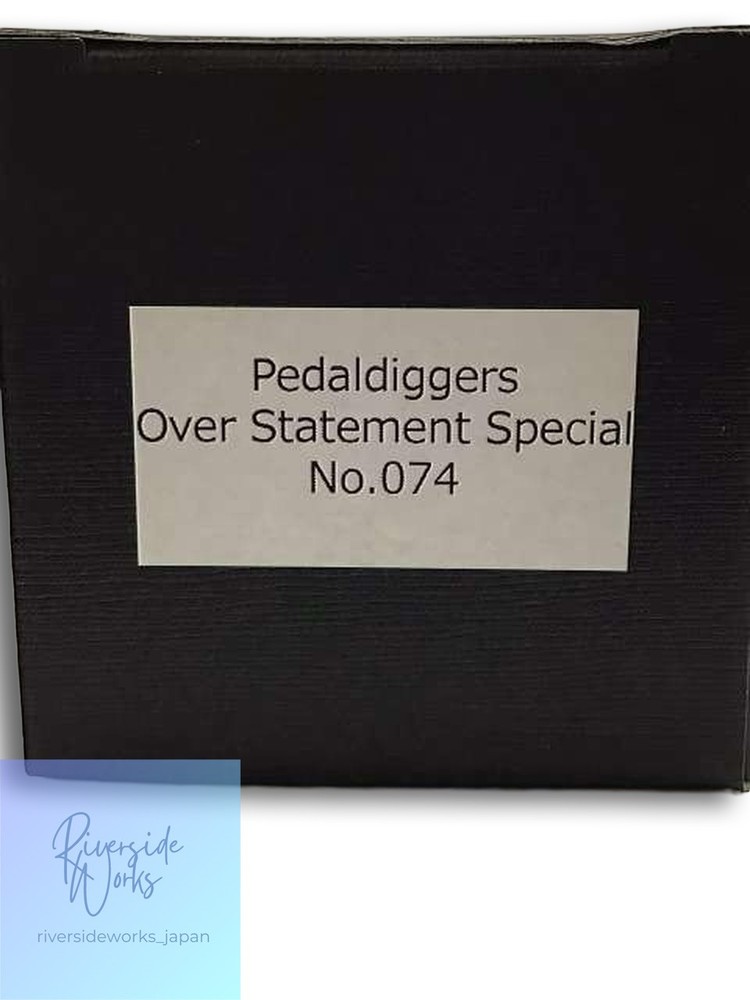 Pedaldiggers
Over Statement Special
No.074
Riverside
Works
riversideworks_japan